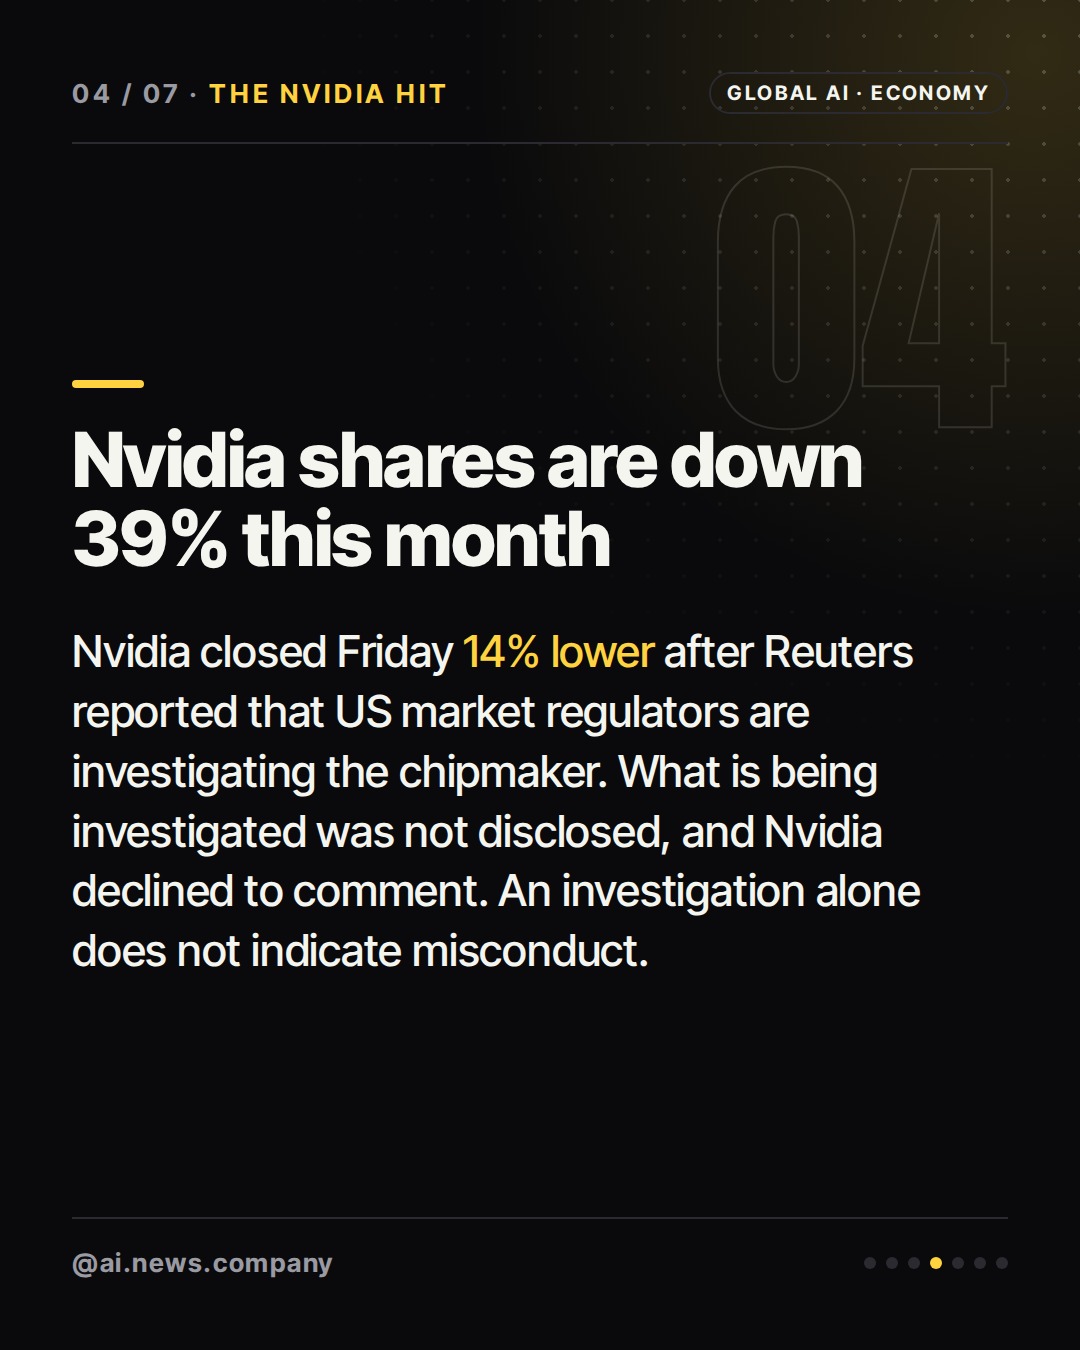 04 / 07 · THE NVIDIA HIT
GLOBAL AI · ECONOMY
04
Nvidia shares are down
39% this month
Nvidia closed Friday 14% lower after Reuters
reported that US market regulators are
investigating the chipmaker. What is being
investigated was not disclosed, and Nvidia
declined to comment. An investigation alone
does not indicate misconduct.
@ai.news.company